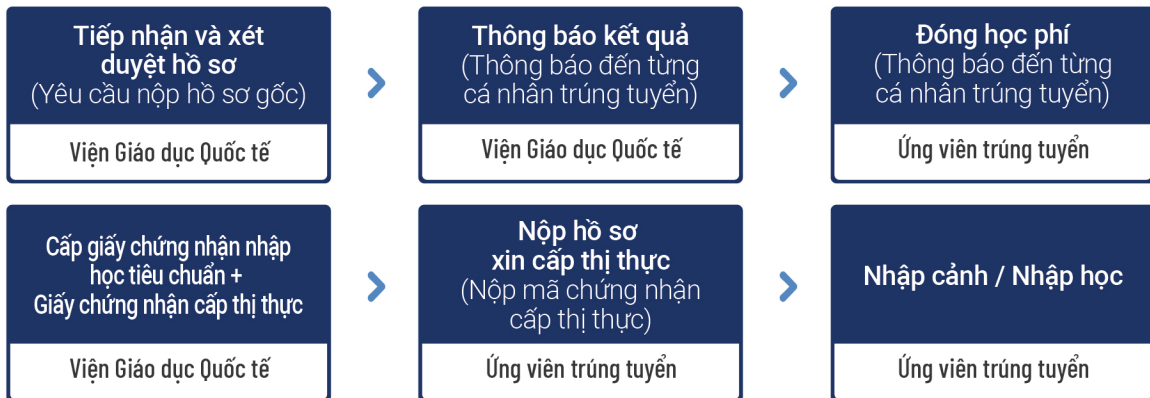 Tiếp nhận và xét
duyệt hồ sơ
(Yêu cầu nộp hồ sơ gốc)
Viện Giáo dục Quốc tế
Thông báo kết quả
(Thông báo đến từng
cá nhân trúng tuyển)
Viện Giáo dục Quốc tế
Đóng học phí
(Thông báo đến từng
cá nhân trúng tuyển)
Ứng viên trúng tuyển
Cấp giấy chứng nhận nhập
học tiêu chuẩn +
Giấy chứng nhận cấp thị thực
Viện Giáo dục Quốc tế
Nộp hồ sơ
xin cấp thị thực
(Nộp mã chứng nhận
cấp thị thực)
Ứng viên trúng tuyển
Nhập cảnh / Nhập học
Ứng viên trúng tuyển